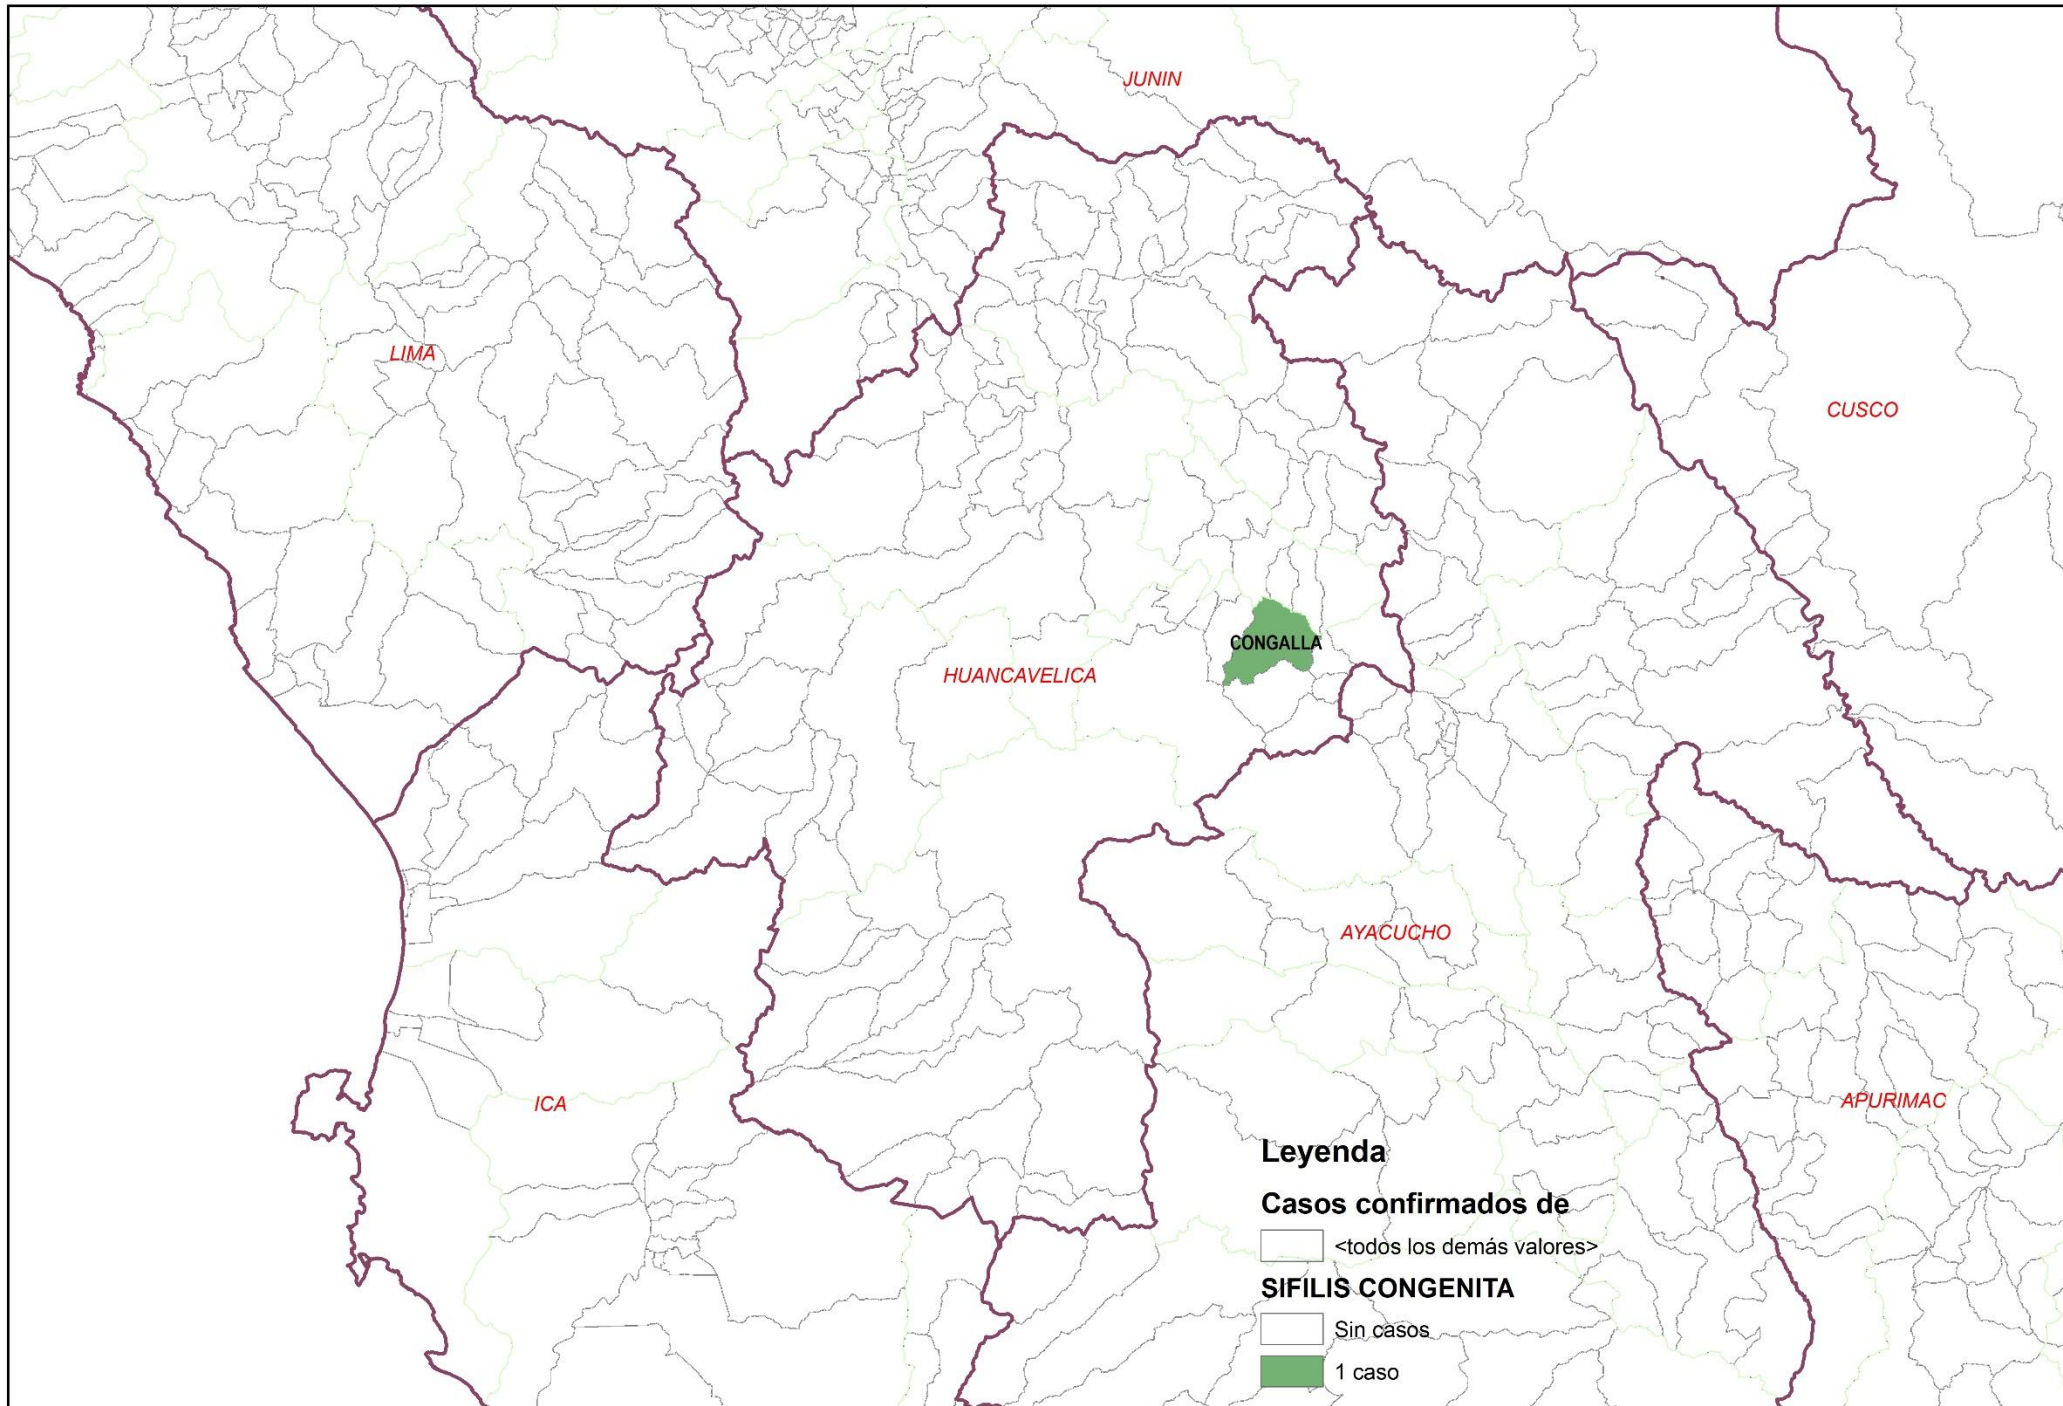 JUNIN
LIMA
CUSCO
CONGALLA
HUANCAVELICA
AYACUCHO
ICA
APURIMAC
Leyenda
Casos confirmados de
<todos los demás valores>
SIFILIS CONGENITA
Sin casos
1 caso